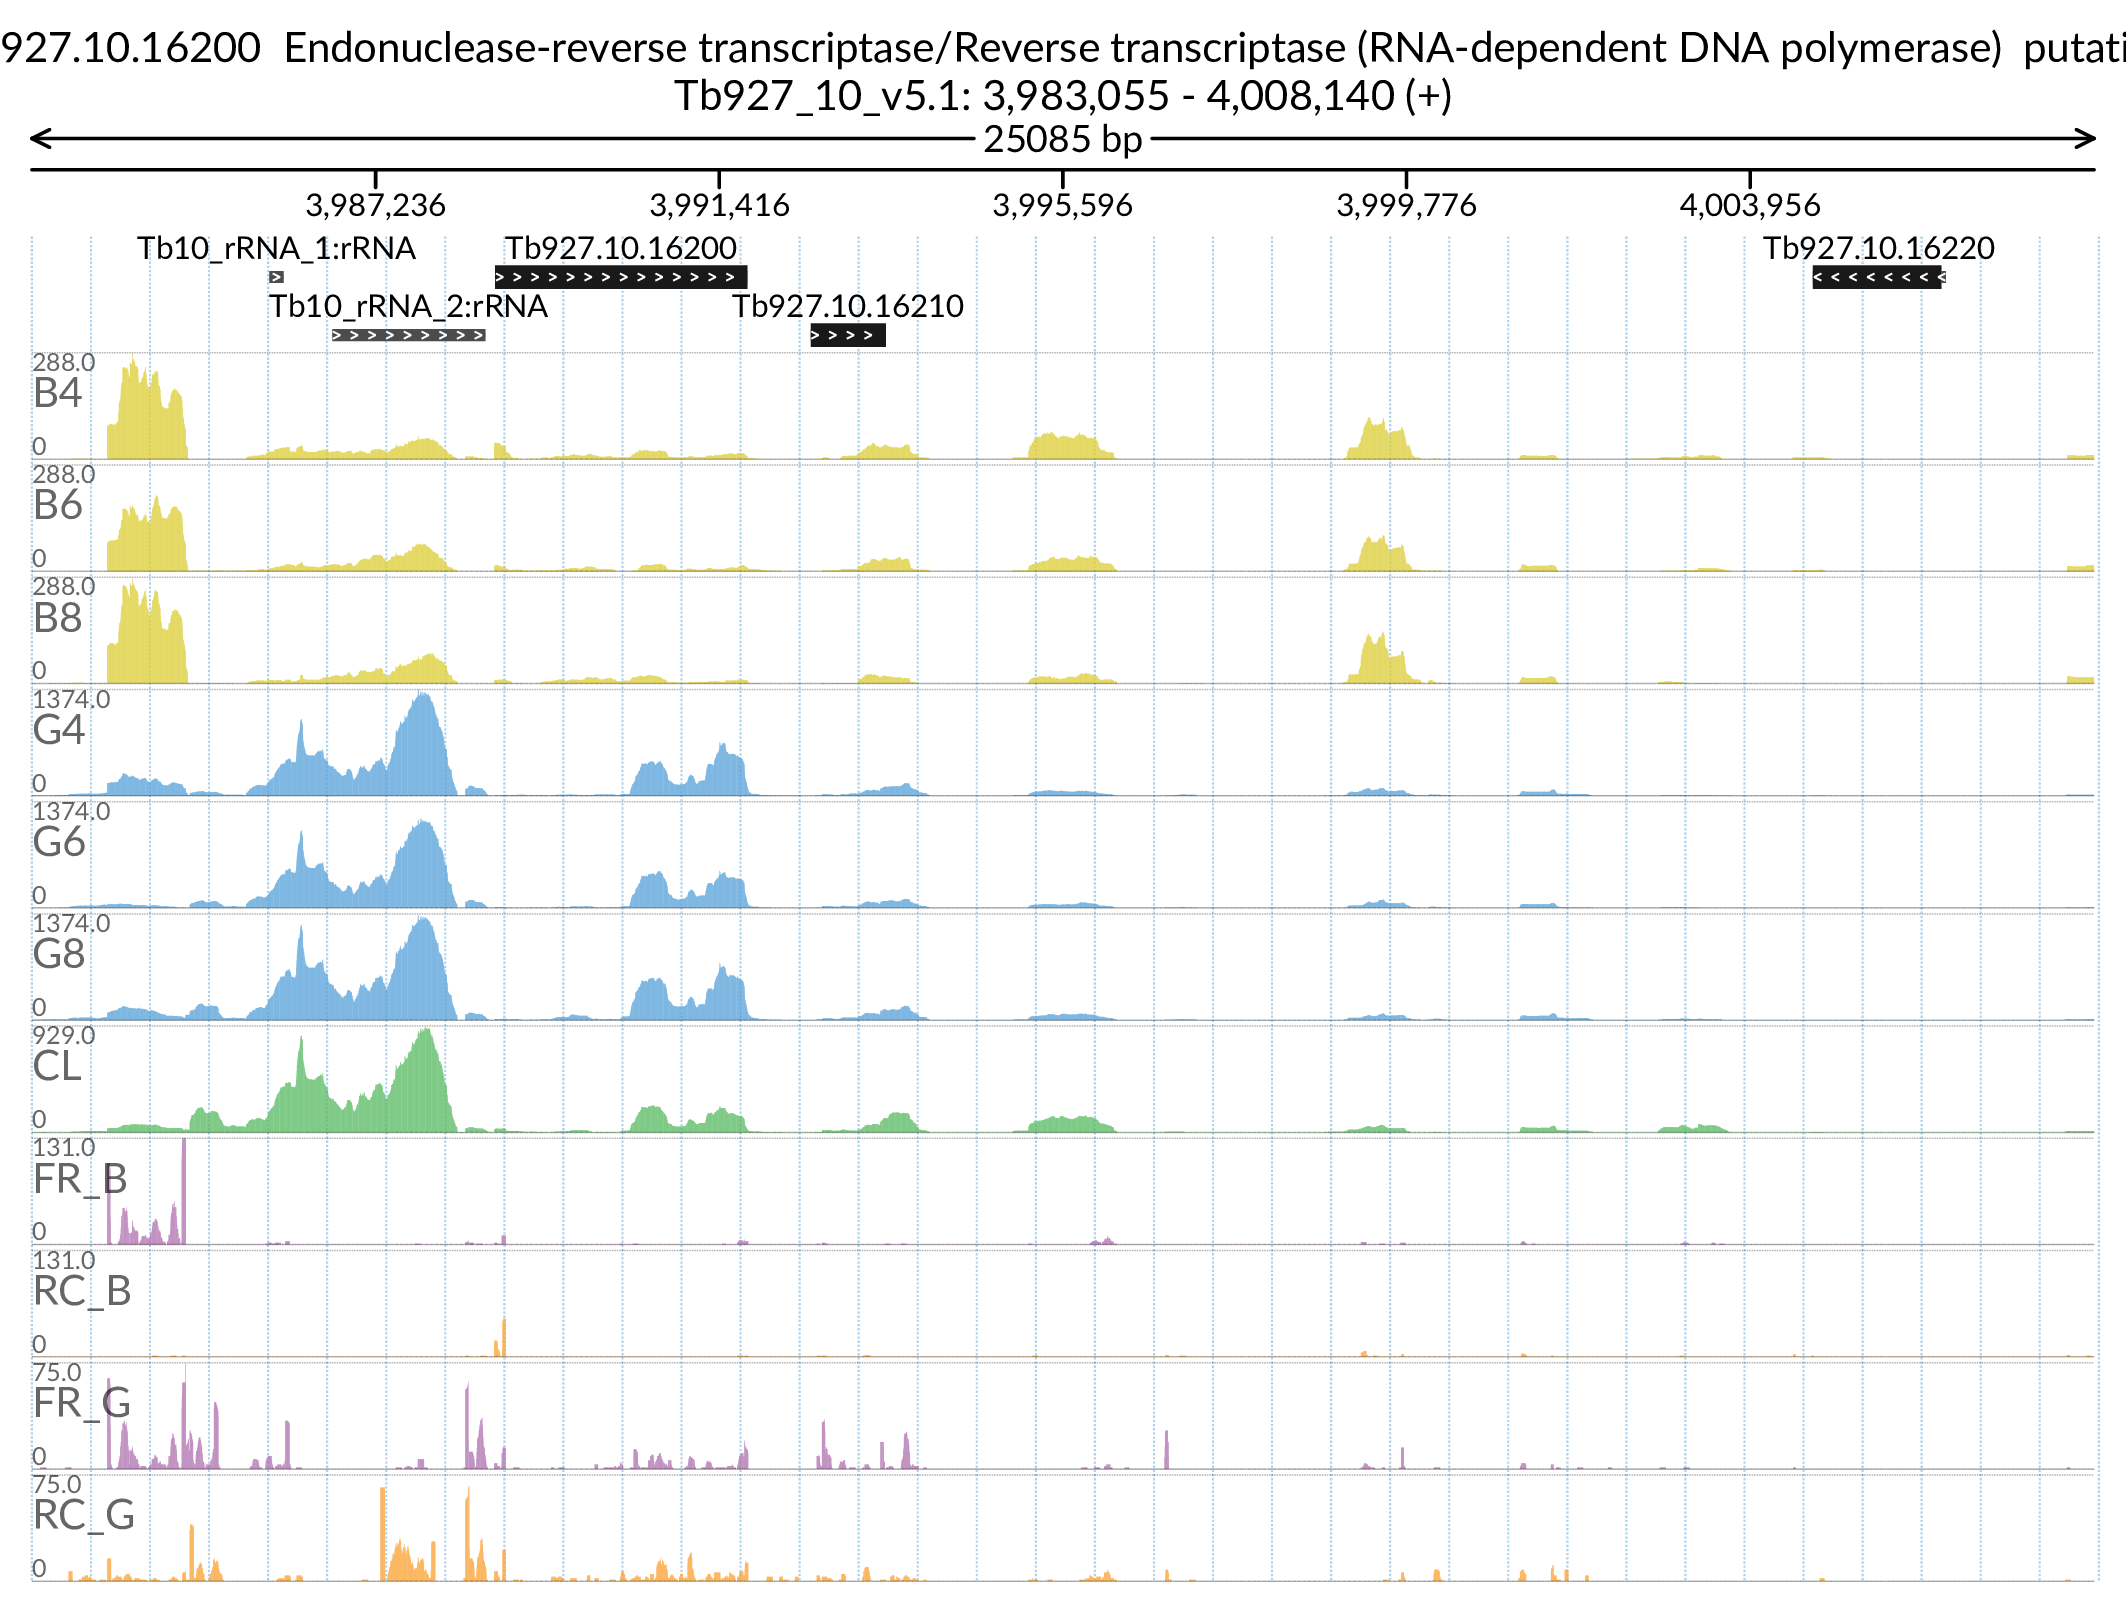 927.10.16200 Endonuclease-reverse transcriptase/Reverse transcriptase (RNA-dependent DNA polymerase) putati
Tb927_10_v5.1: 3,983,055 - 4,008,140 (+)
25085 bp
3,987,236 3,991,416 3,995,596 3,999,776 4,003,956
Tb10_rRNA_1:rRNA Tb927.10.16200 Tb927.10.16220
Tb10_rRNA_2:rRNA Tb927.10.16210
288.0
B4
0
288.0
B6
0
288.0
B8
0
1374.0
G4
0
1374.0
G6
0
1374.0
G8
0
929.0
CL
0
131.0
FR_B
0
131.0
RC_B
0
75.0
FR_G
0
75.0
RC_G
0